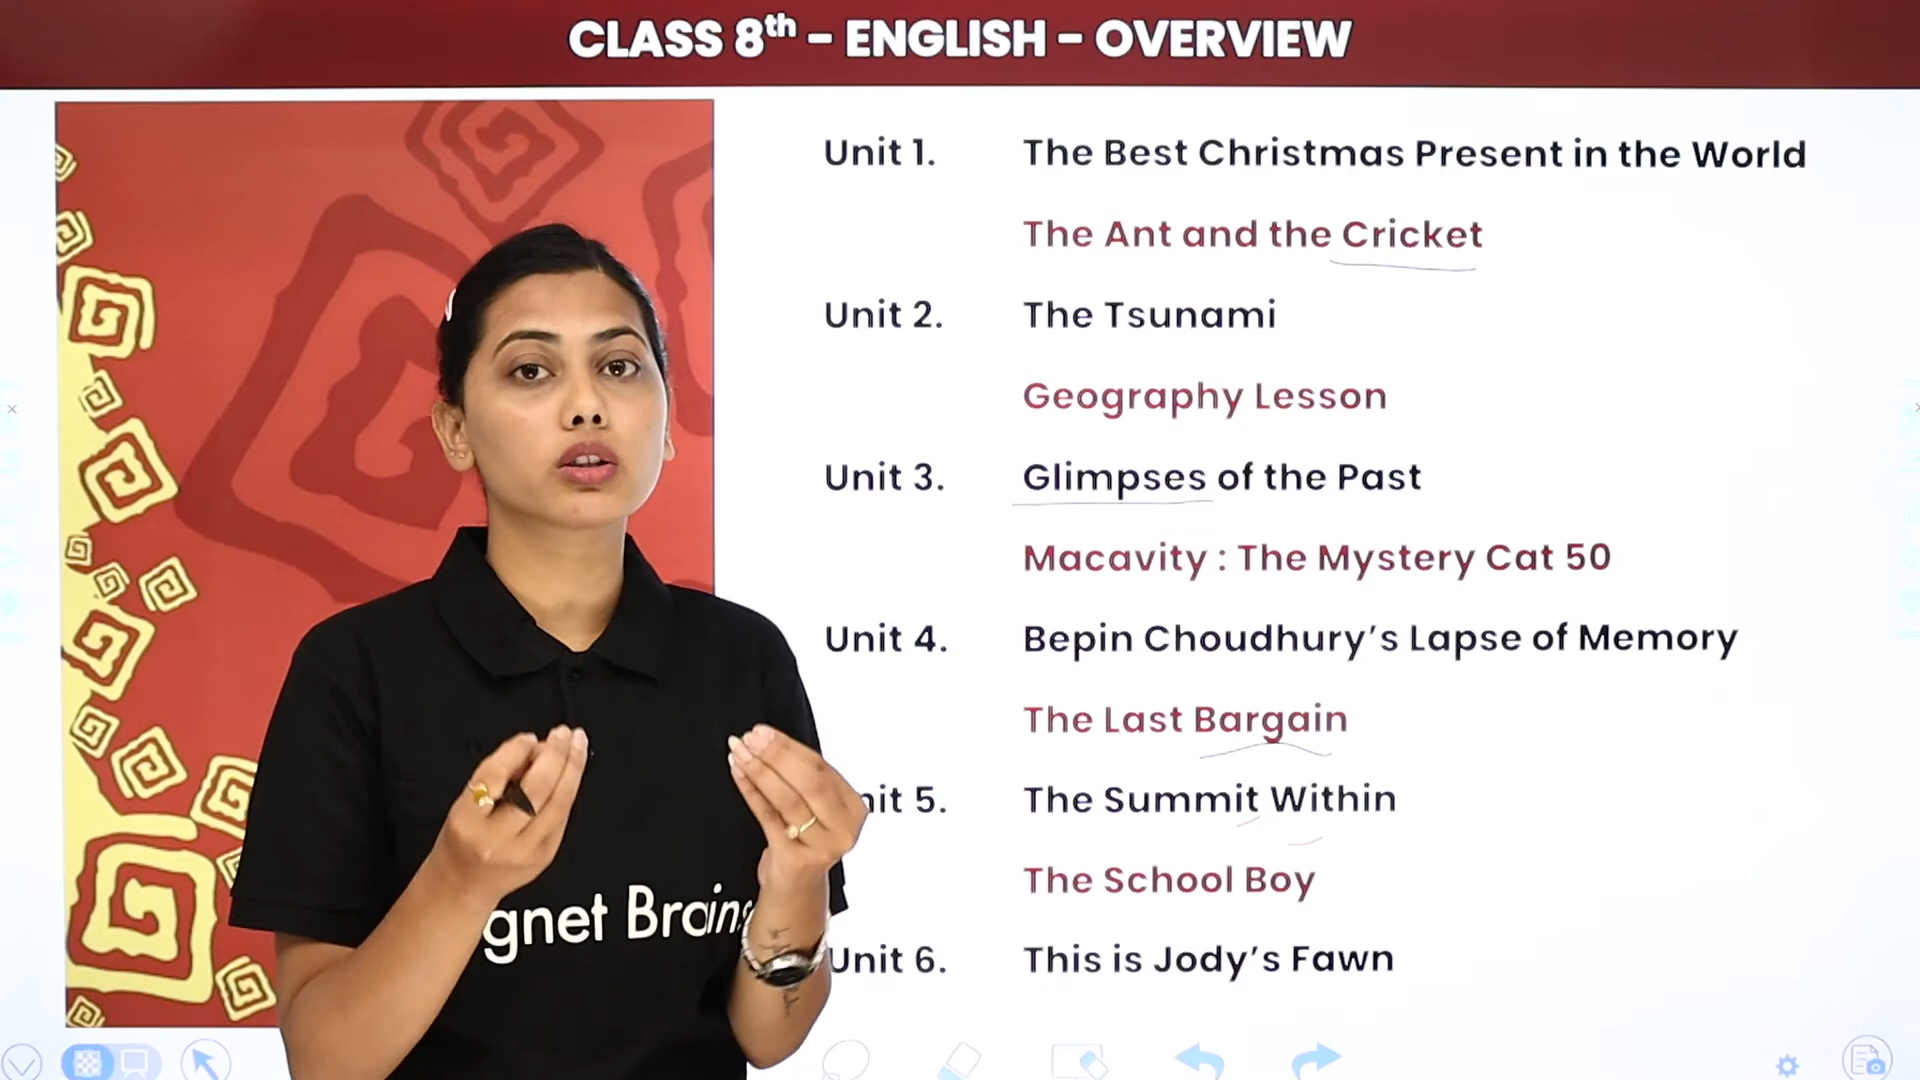 CLASS 8th - ENGLISH - OVERVIEW
Unit 1. The Best Christmas Present in the World
The Ant and the Cricket
Unit 2. The Tsunami
Geography Lesson
Unit 3. Glimpses of the Past
Macavity : The Mystery Cat 50
Unit 4. Bepin Choudhury's Lapse of Memory
The Last Bargain
nit 5. The Summit Within
The School Boy
Unit 6. This is Jody's Fawn
gnet Brains